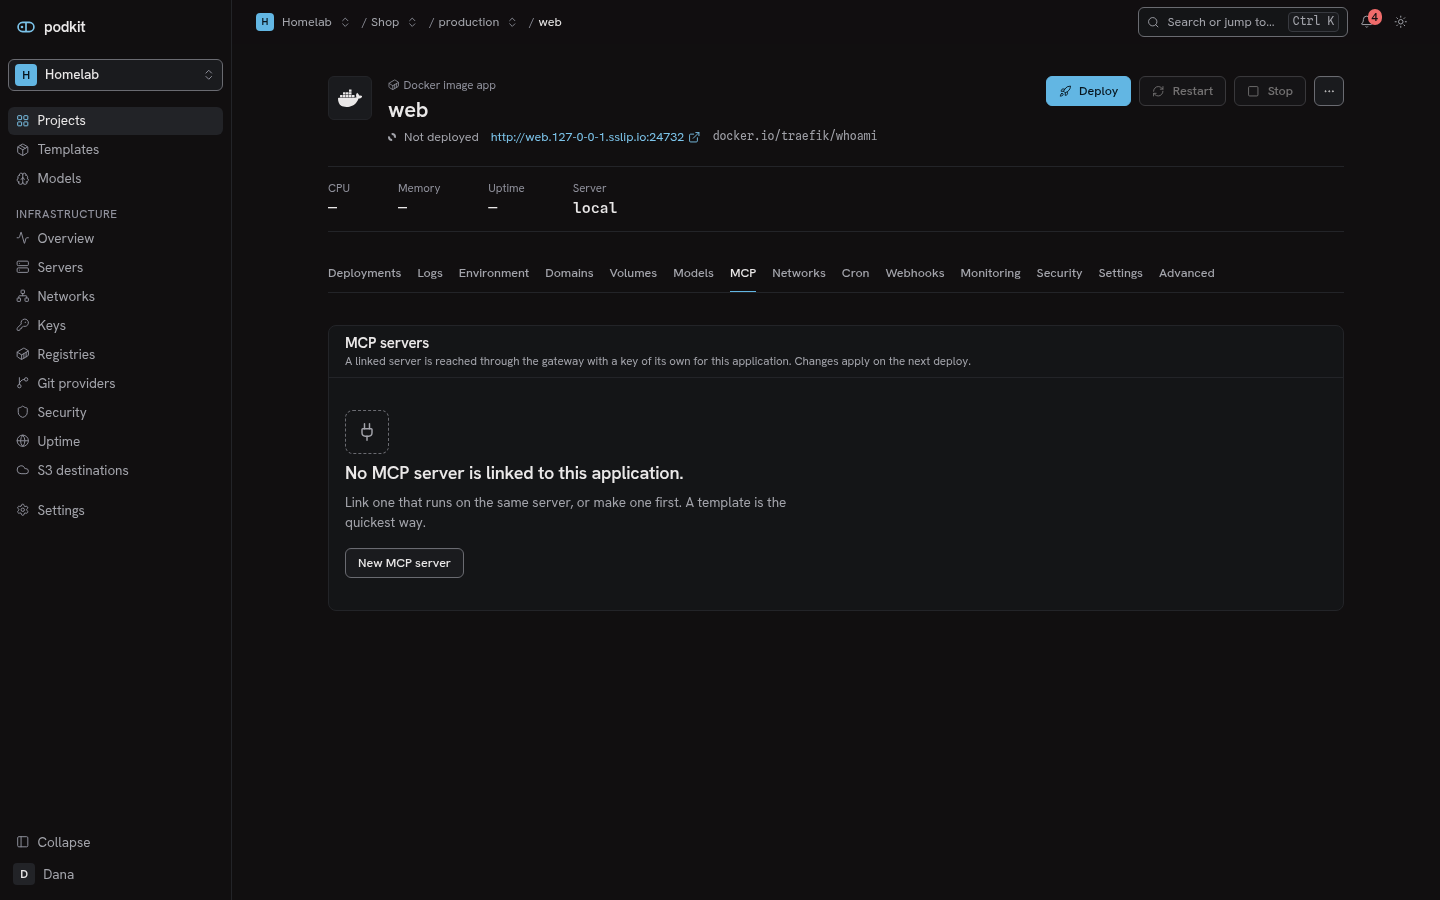 podkit
H Homelab
Projects
Templates
Models
INFRASTRUCTURE
Overview
Servers
Networks
Keys
Registries
Git providers
Security
Uptime
S3 destinations
Settings
Collapse
D Dana
H Homelab / Shop / production / web
Search or jump to... Ctrl K
4
Docker image app
web
Not deployed http://web.127-0-0-1.sslip.io:24732 docker.io/traefik/whoami
Deploy Restart Stop ...
CPU Memory Uptime Server
— — — local
Deployments Logs Environment Domains Volumes Models MCP Networks Cron Webhooks Monitoring Security Settings Advanced
MCP servers
A linked server is reached through the gateway with a key of its own for this application. Changes apply on the next deploy.
No MCP server is linked to this application.
Link one that runs on the same server, or make one first. A template is the
quickest way.
New MCP server